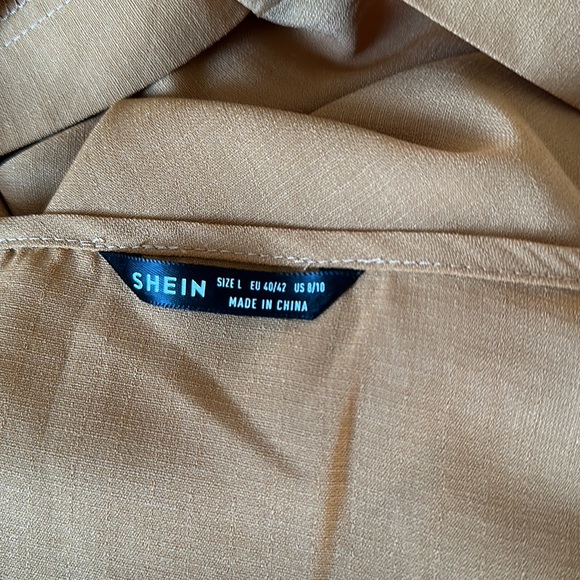 SHEIN SIZE L EU 40/42 US 8/10
MADE IN CHINA